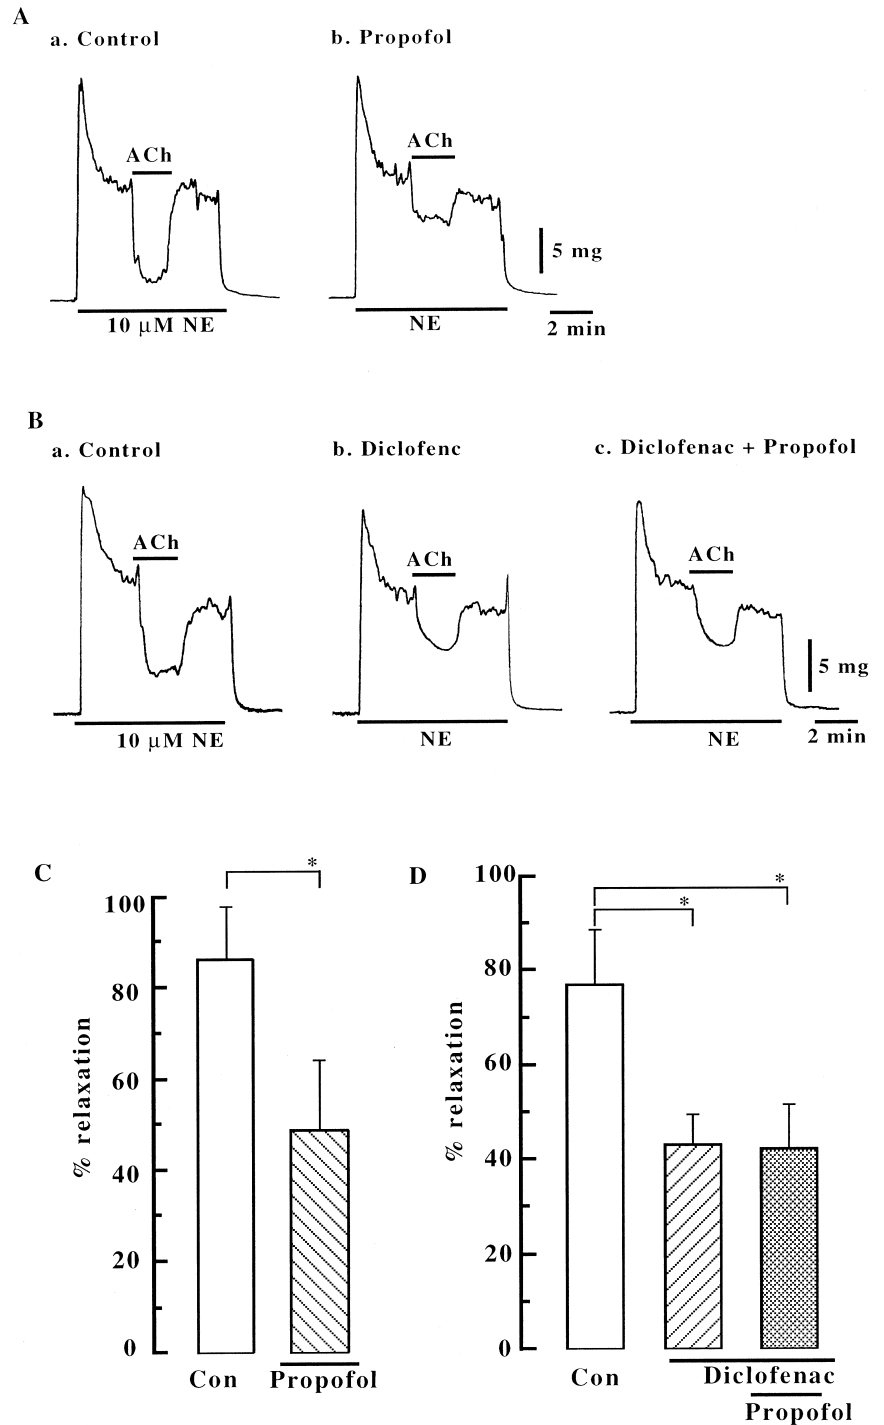 A
a. Control
b. Propofol
ACh
ACh
5 mg
10 µM NE
NE
2 min
B
a. Control
b. Diclofenc
c. Diclofenac + Propofol
ACh
ACh
ACh
5 mg
10 µM NE
NE
NE
2 min
C
*
100
80
60
40
20
0
% relaxation
Con
Propofol
D
*
*
100
80
60
40
20
0
% relaxation
Con
Diclofenac
Propofol